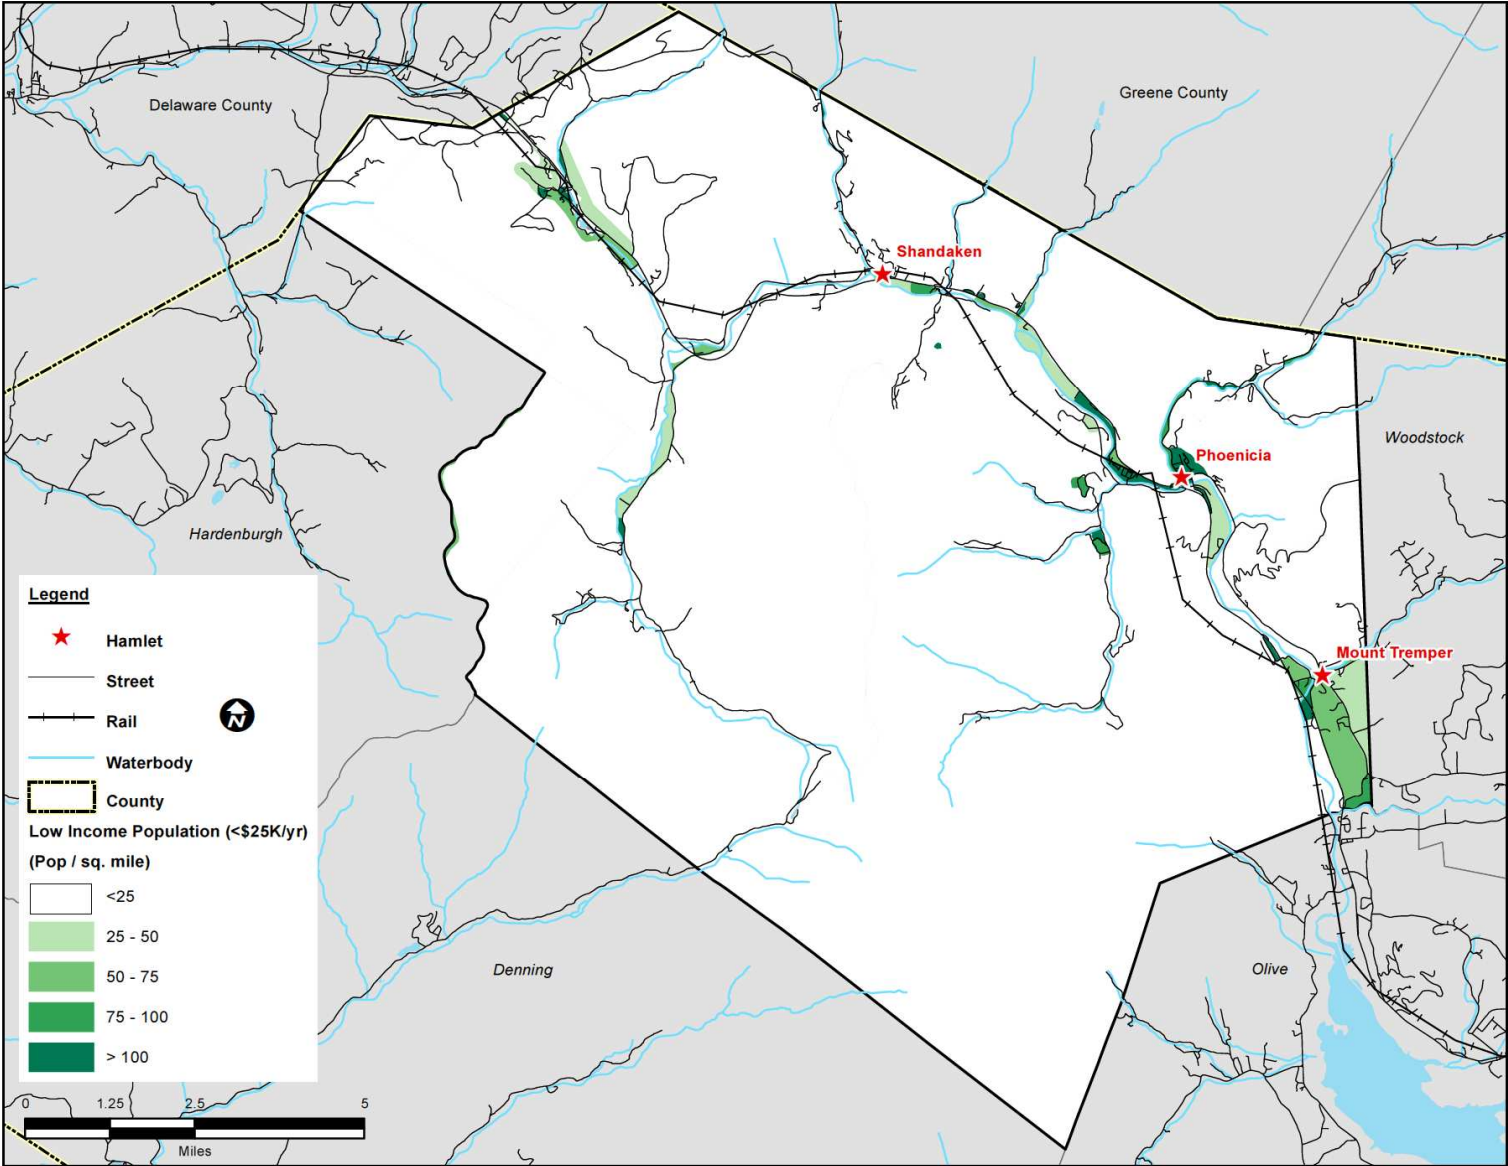 Delaware County
Greene County
Shandaken
Woodstock
Phoenicia
Hardenburgh
Mount Tremper
Denning
Olive
Legend
Hamlet
Street
Rail
N
Waterbody
County
Low Income Population (<$25K/yr)
(Pop / sq. mile)
<25
25 - 50
50 - 75
75 - 100
> 100
0 1.25 2.5 5
Miles